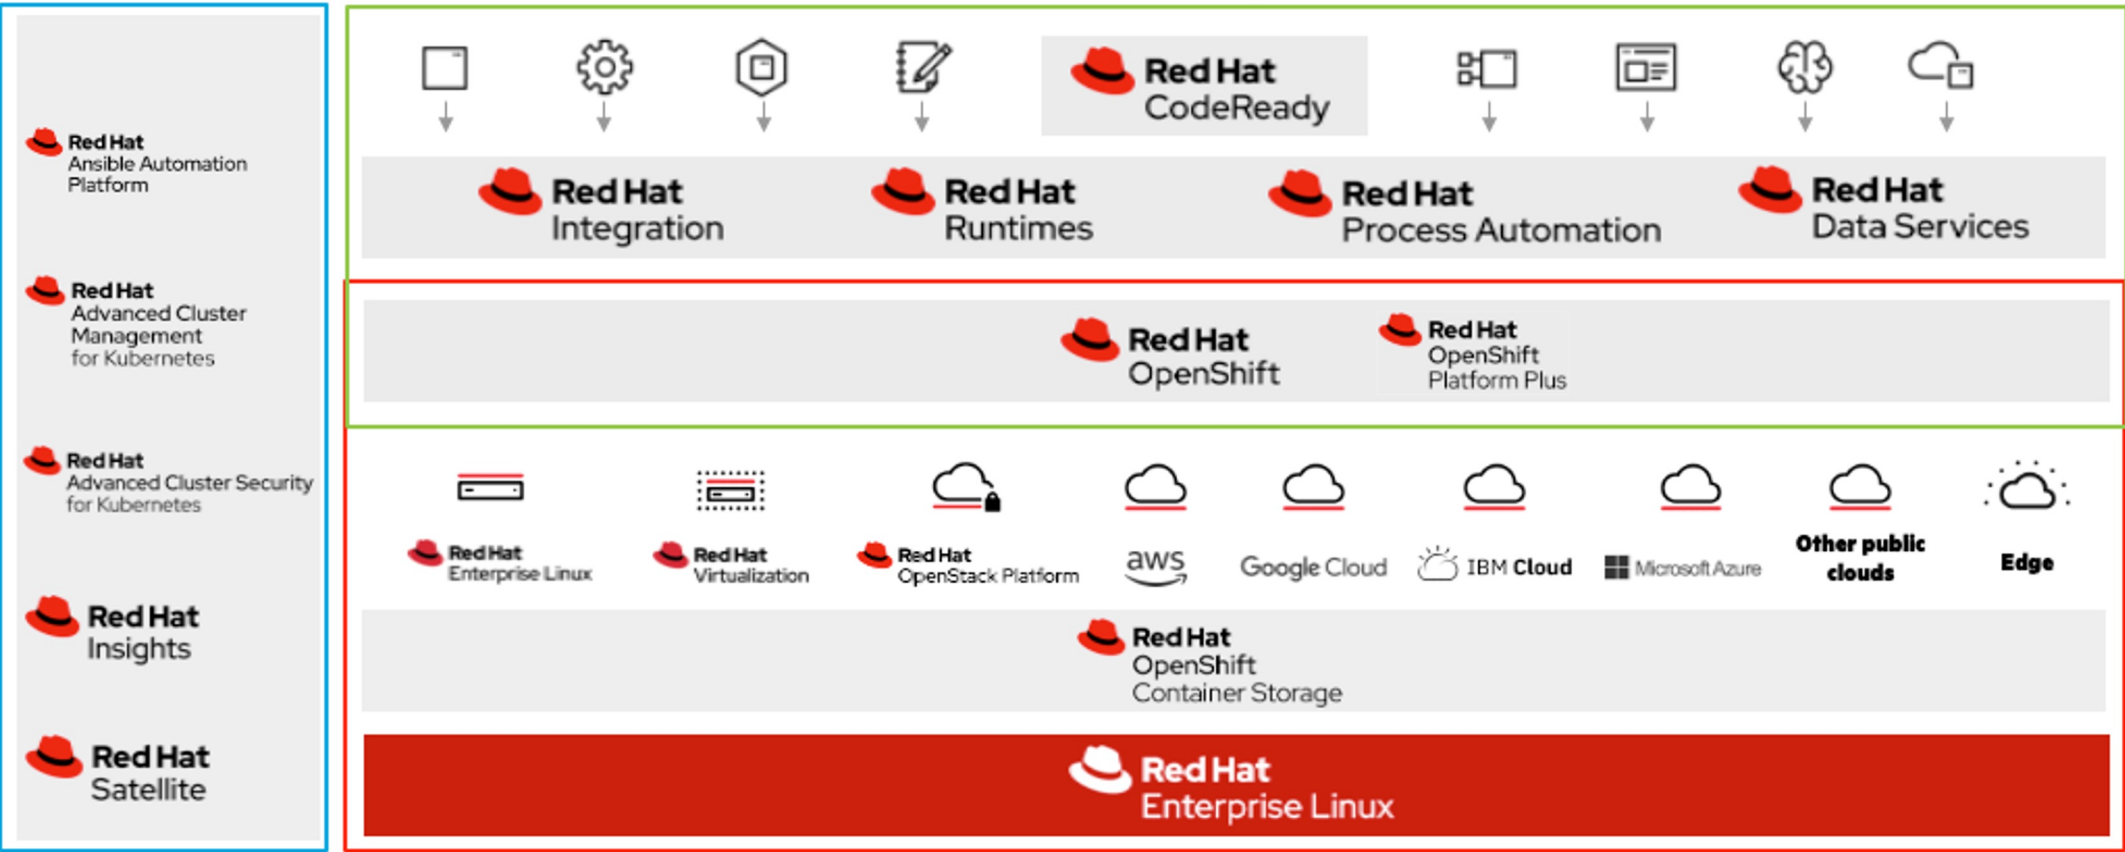 Red Hat
Ansible Automation
Platform
Red Hat
Advanced Cluster
Management
for Kubernetes
Red Hat
Advanced Cluster Security
for Kubernetes
Red Hat
Insights
Red Hat
Satellite
Red Hat
CodeReady
Red Hat
Integration
Red Hat
Runtimes
Red Hat
Process Automation
Red Hat
Data Services
Red Hat
OpenShift
Red Hat
OpenShift
Platform Plus
Red Hat
Enterprise Linux
Red Hat
Virtualization
Red Hat
OpenStack Platform
aws
Google Cloud
IBM Cloud
Microsoft Azure
Other public
clouds
Edge
Red Hat
OpenShift
Container Storage
Red Hat
Enterprise Linux